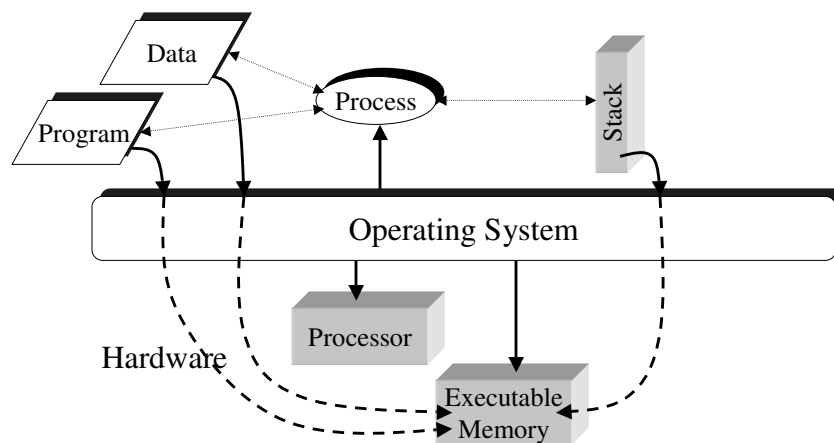 Data
Process
Program
Stack
Operating System
Processor
Hardware
Executable
Memory